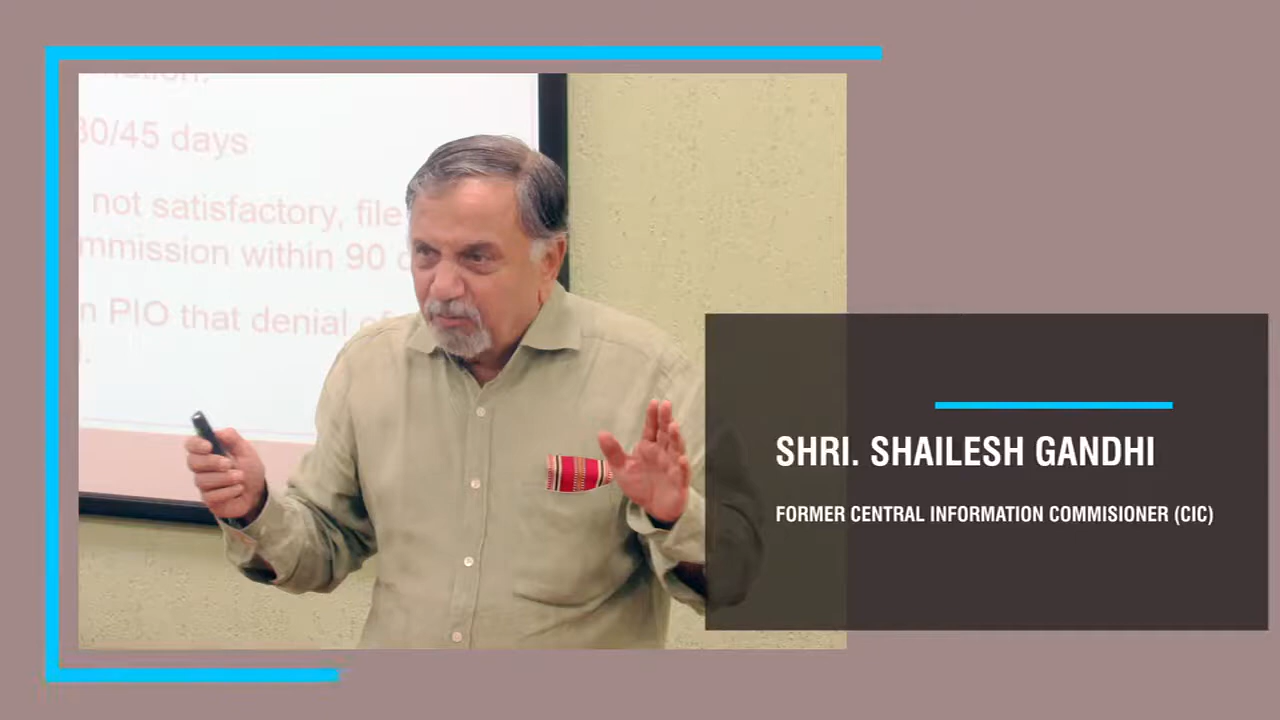 30/45 days
not satisfactory, file
within 90
PIO that denial of
SHRI. SHAILESH GANDHI
FORMER CENTRAL INFORMATION COMMISIONER (CIC)